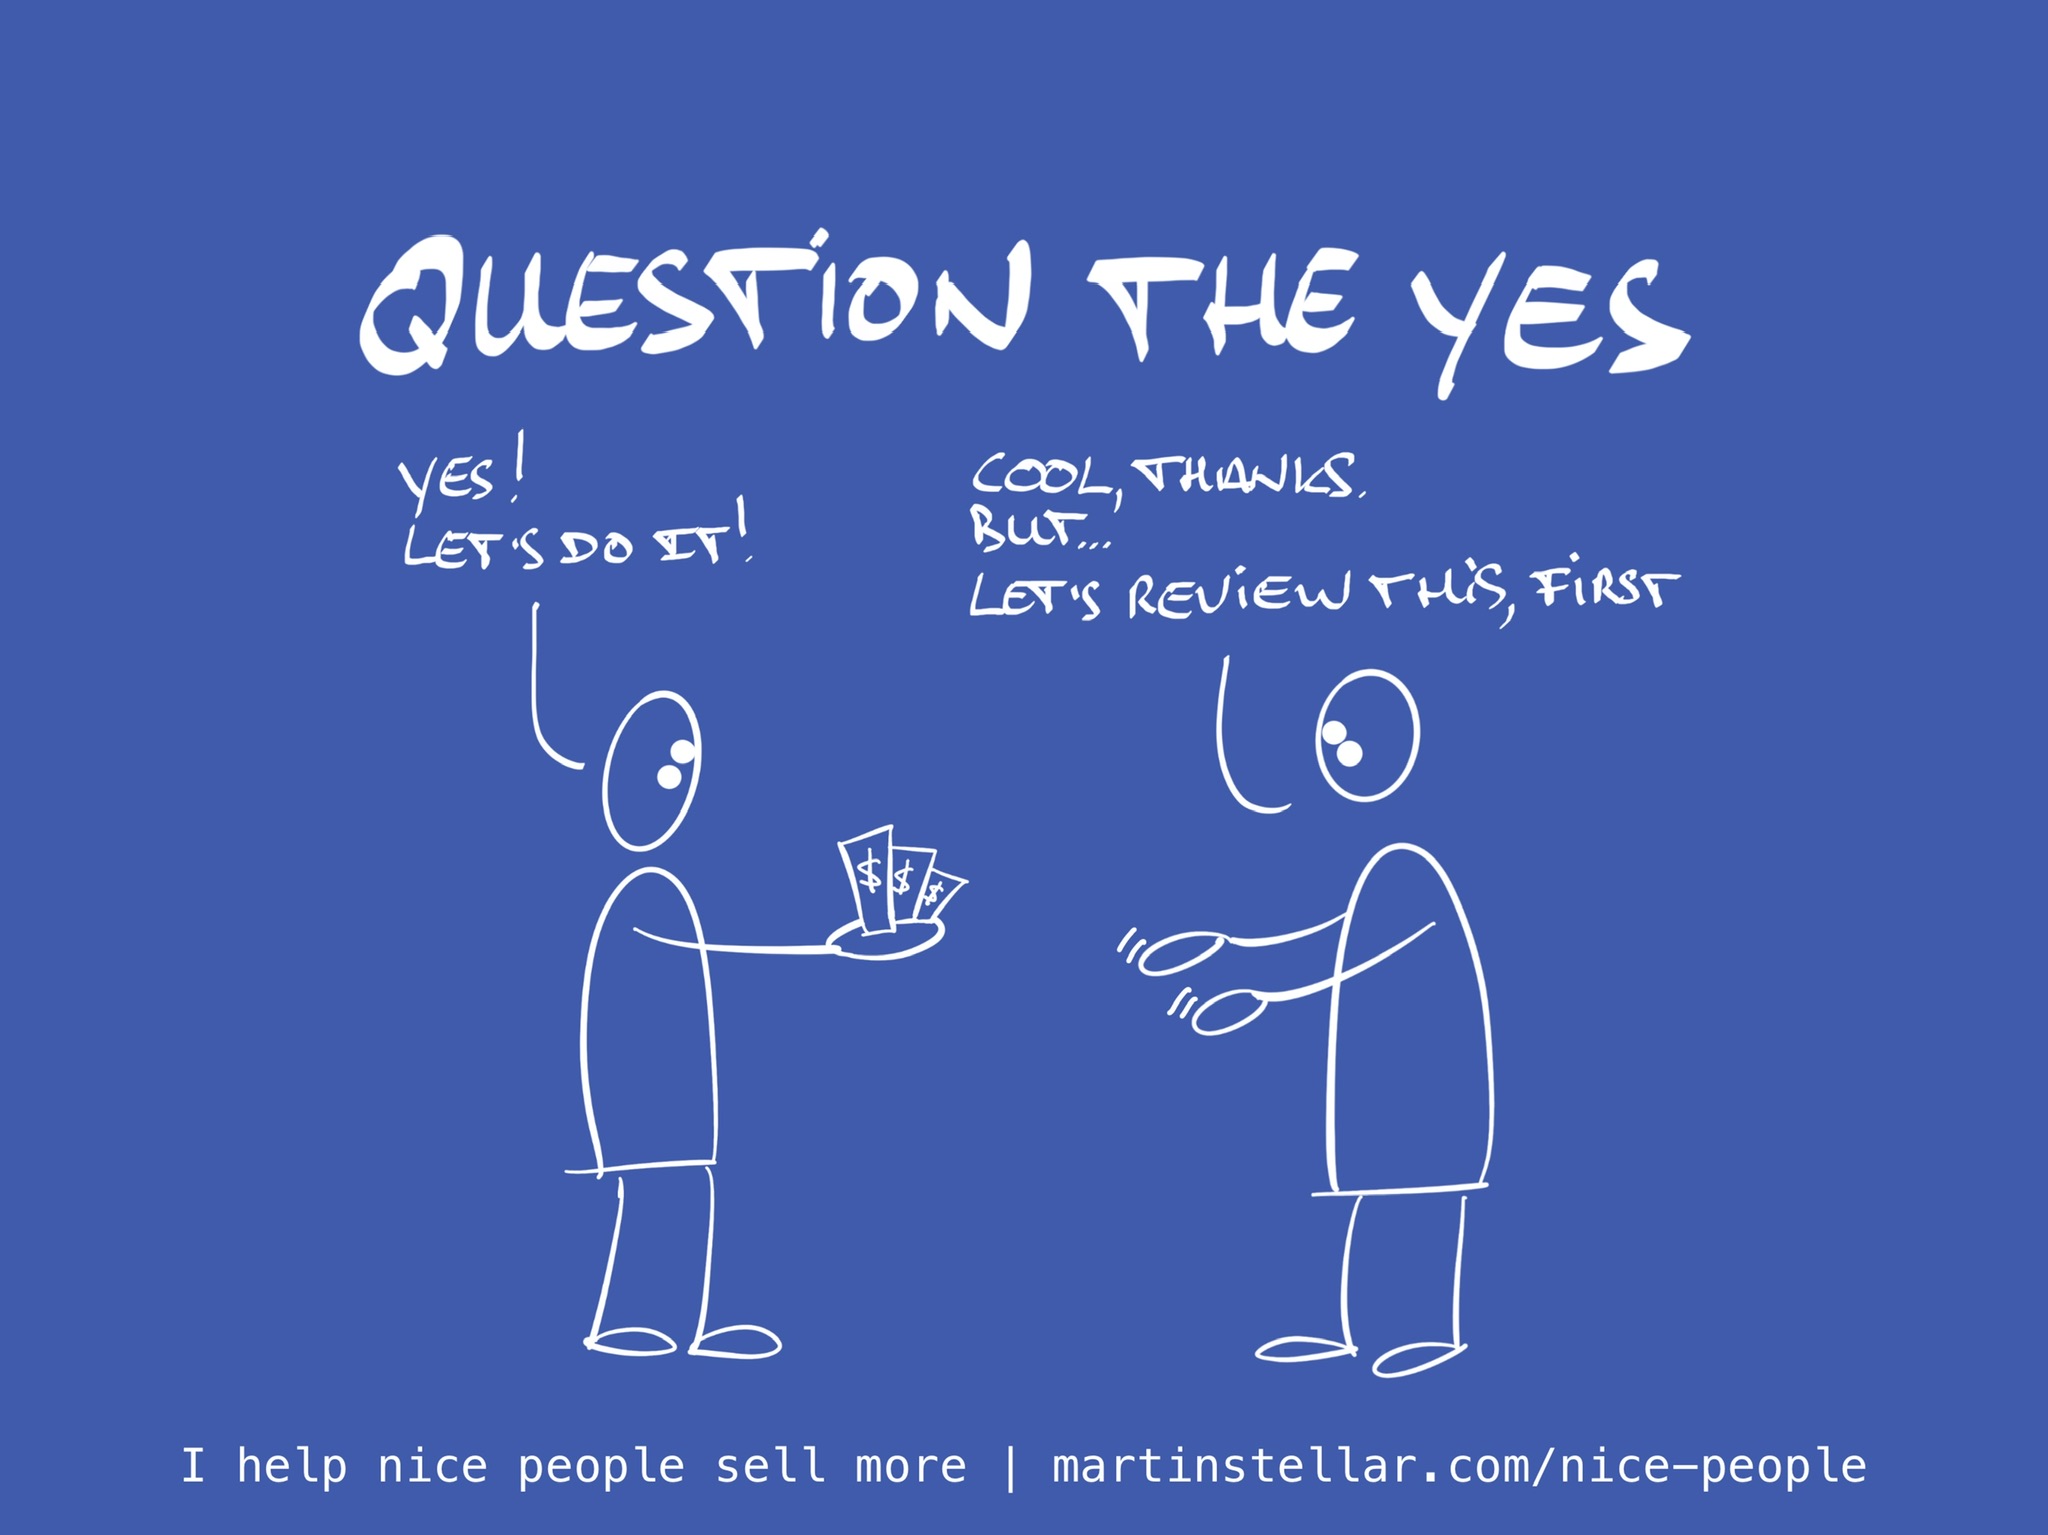 QUESTION THE YES
YES!
LET'S DO IT!
COOL, THANKS.
BUT...
LET'S REVIEW THIS, FIRST
$ $ $
I help nice people sell more | martinstellar.com/nice-people